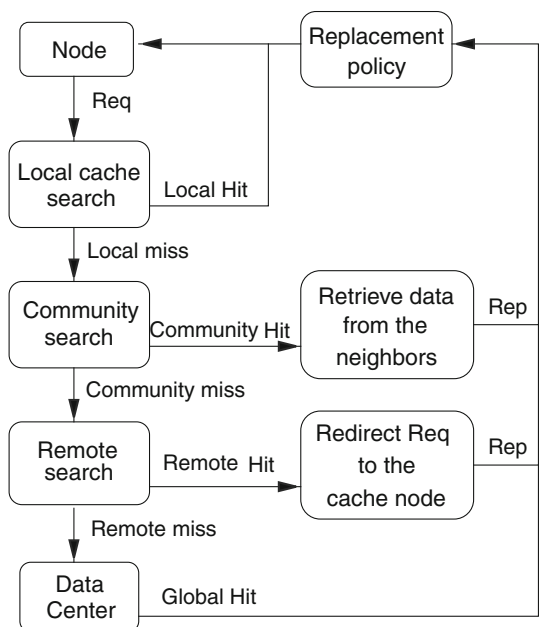 Node
Replacement
policy
Req
Local cache
search
Local Hit
Local miss
Community
search
Community Hit
Retrieve data
from the
neighbors
Rep
Community miss
Remote
search
Remote Hit
Redirect Req
to the
cache node
Rep
Remote miss
Data
Center
Global Hit